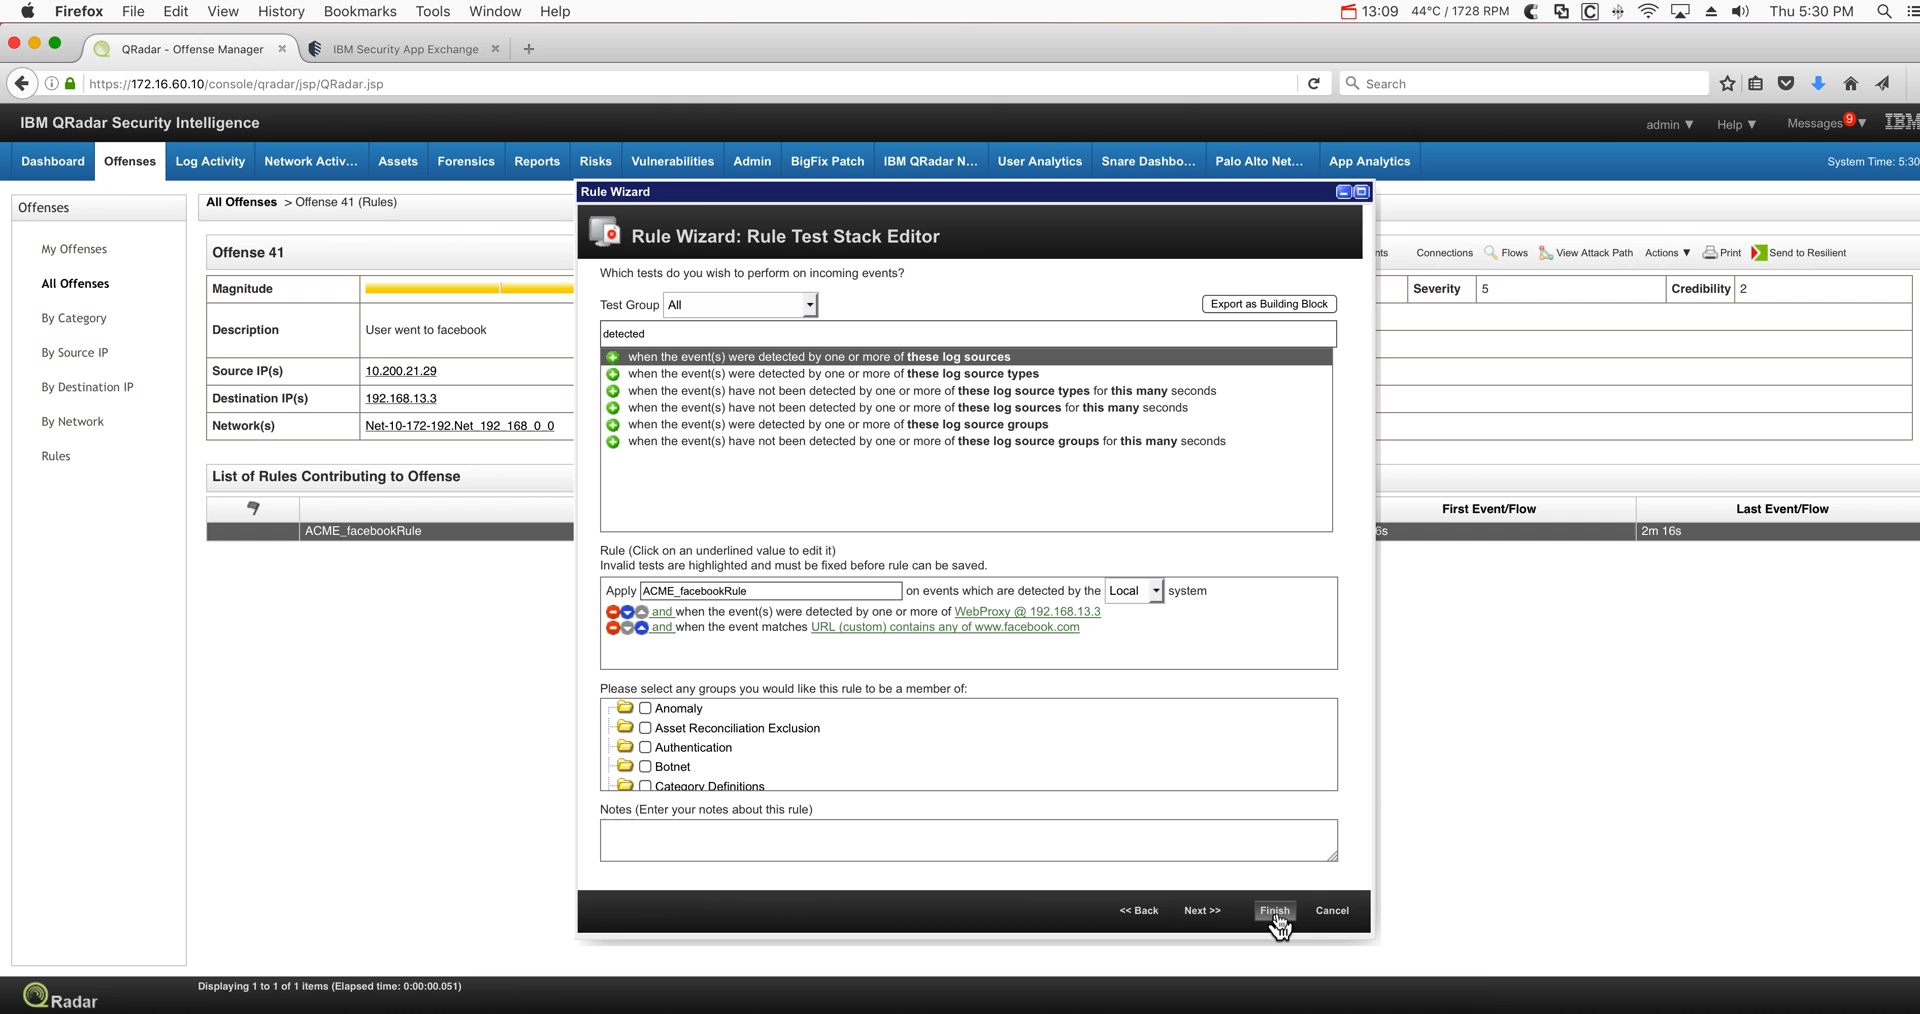 Firefox File Edit View History Bookmarks Tools Window Help 13:09 44°C / 1728 RPM Thu 5:30 PM
QRadar - Offense Manager IBM Security App Exchange
https://172.16.60.10/console/qradar/jsp/QRadar.jsp Search
IBM QRadar Security Intelligence admin ▼ Help ▼ Messages 9 ▼ IBM
Dashboard Offenses Log Activity Network Activ... Assets Forensics Reports Risks Vulnerabilities Admin BigFix Patch IBM QRadar N... User Analytics Snare Dashbo... Palo Alto Net... App Analytics System Time: 5:30
Rule Wizard
Offenses
All Offenses > Offense 41 (Rules)
Rule Wizard: Rule Test Stack Editor
My Offenses
All Offenses
By Category
By Source IP
By Destination IP
By Network
Rules
Offense 41
nts Connections Flows View Attack Path Actions ▼ Print Send to Resilient
Magnitude
Severity 5 Credibility 2
Description User went to facebook
Source IP(s) 10.200.21.29
Destination IP(s) 192.168.13.3
Network(s) Net-10-172-192.Net_192_168_0_0
List of Rules Contributing to Offense
First Event/Flow Last Event/Flow
ACME_facebookRule
6s 2m 16s
Which tests do you wish to perform on incoming events?
Test Group All Export as Building Block
detected
when the event(s) were detected by one or more of these log sources
when the event(s) were detected by one or more of these log source types
when the event(s) have not been detected by one or more of these log source types for this many seconds
when the event(s) have not been detected by one or more of these log sources for this many seconds
when the event(s) were detected by one or more of these log source groups
when the event(s) have not been detected by one or more of these log source groups for this many seconds
Rule (Click on an underlined value to edit it)
Invalid tests are highlighted and must be fixed before rule can be saved.
Apply ACME_facebookRule on events which are detected by the Local system
and when the event(s) were detected by one or more of WebProxy @ 192.168.13.3
and when the event matches URL (custom) contains any of www.facebook.com
Please select any groups you would like this rule to be a member of:
Anomaly
Asset Reconciliation Exclusion
Authentication
Botnet
Category Definitions
Notes (Enter your notes about this rule)
<< Back Next >> Finish Cancel
Displaying 1 to 1 of 1 items (Elapsed time: 0:00:00.051)
QRadar